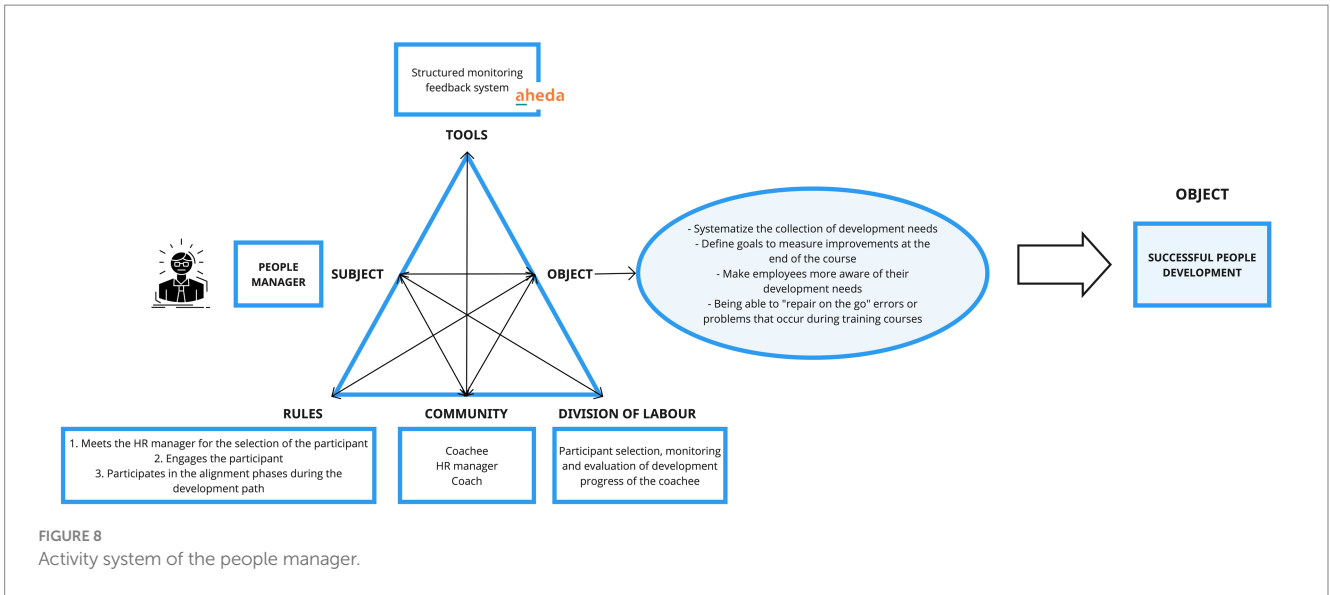 Structured monitoring
feedback system
aheda
TOOLS
OBJECT
PEOPLE
MANAGER
SUBJECT
OBJECT
- Systematize the collection of development needs
- Define goals to measure improvements at the
end of the course
- Make employees more aware of their
development needs
- Being able to "repair on the go" errors or
problems that occur during training courses
SUCCESSFUL PEOPLE
DEVELOPMENT
RULES
COMMUNITY
DIVISION OF LABOUR
1. Meets the HR manager for the selection of the participant
2. Engages the participant
3. Participates in the alignment phases during the
development path
Coachee
HR manager
Coach
Participant selection, monitoring
and evaluation of development
progress of the coachee
FIGURE 8
Activity system of the people manager.